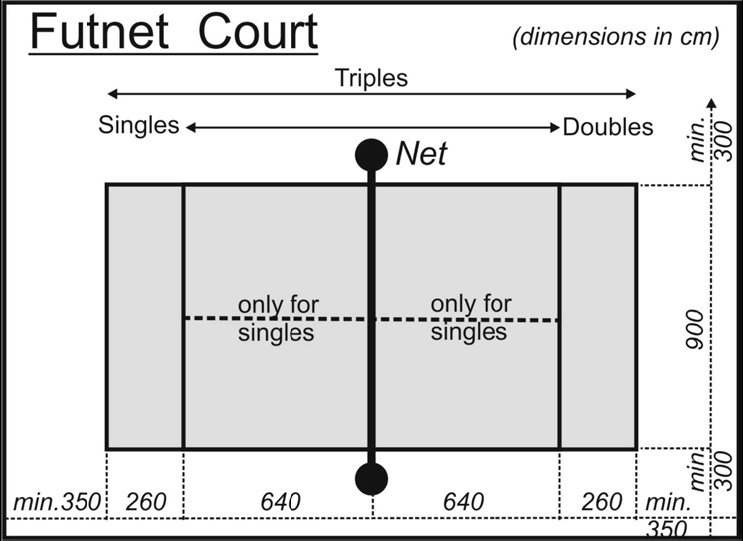 Futnet Court
(dimensions in cm)
Triples
Singles
Doubles
Net
min.
300
only for
singles
only for
singles
900
min.
300
min.350
260
640
640
260
min.
350